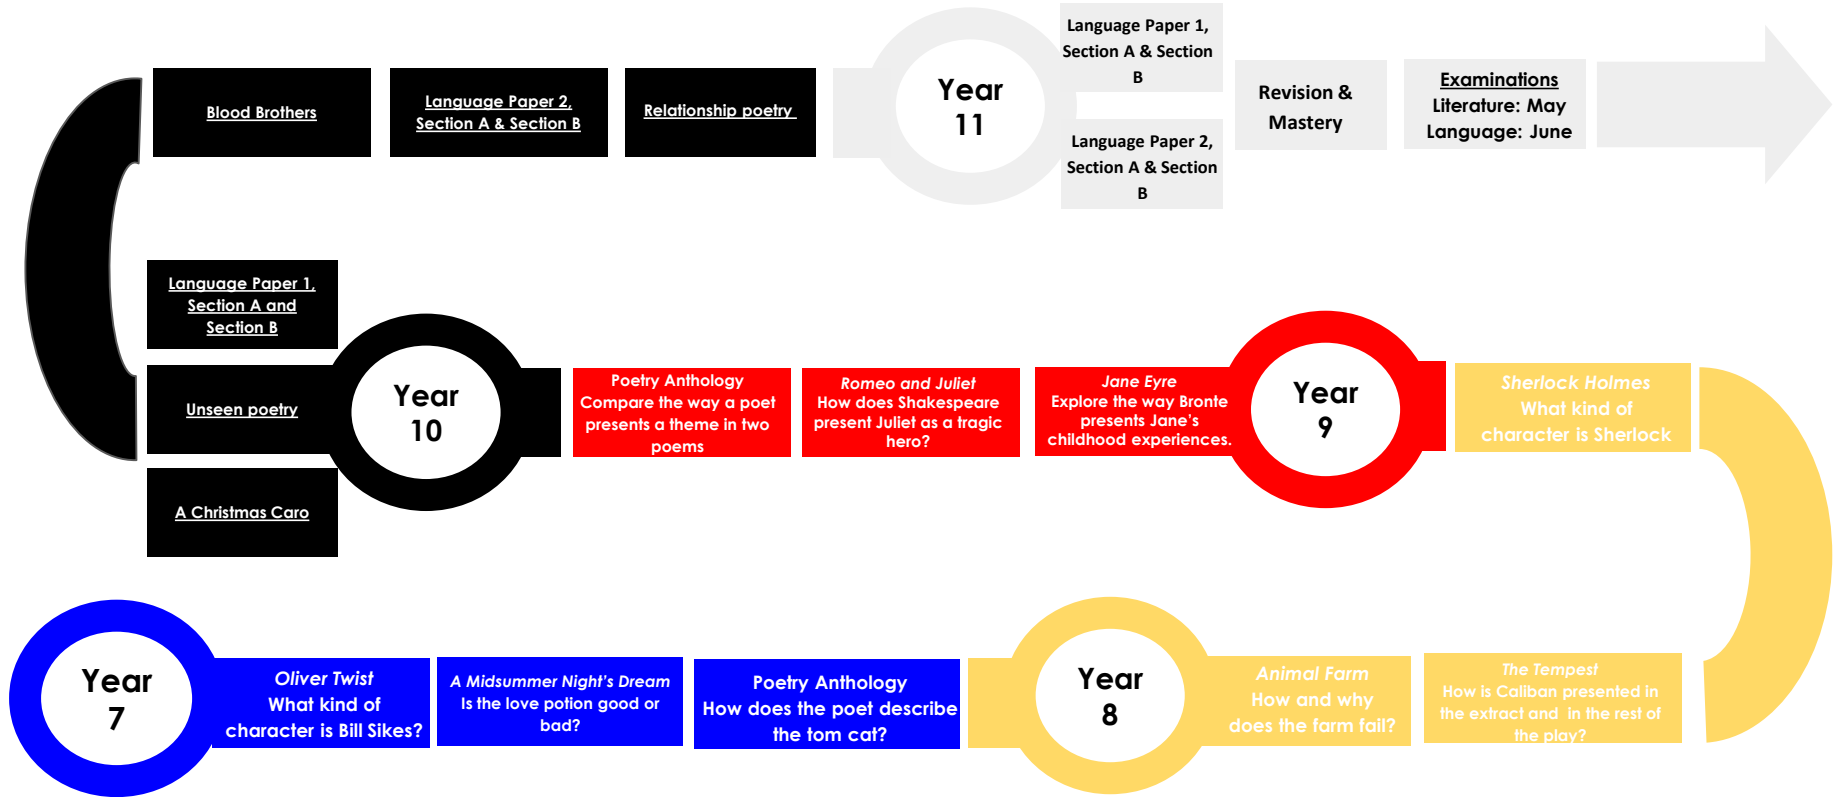 Language Paper 1,
Section A & Section
B
Blood Brothers
Language Paper 2,
Section A & Section B
Relationship poetry
Year
11
Language Paper 2,
Section A & Section
B
Revision &
Mastery
Examinations
Literature: May
Language: June
Language Paper 1,
Section A and
Section B
Unseen poetry
A Christmas Caro
Year
10
Poetry Anthology
Compare the way a poet
presents a theme in two
poems
Romeo and Juliet
How does Shakespeare
present Juliet as a tragic
hero?
Jane Eyre
Explore the way Bronte
presents Jane’s
childhood experiences.
Year
9
Sherlock Holmes
What kind of
character is Sherlock
Year
7
Oliver Twist
What kind of
character is Bill Sikes?
A Midsummer Night’s Dream
Is the love potion good or
bad?
Poetry Anthology
How does the poet describe
the tom cat?
Year
8
Animal Farm
How and why
does the farm fail?
The Tempest
How is Caliban presented in
the extract and in the rest of
the play?